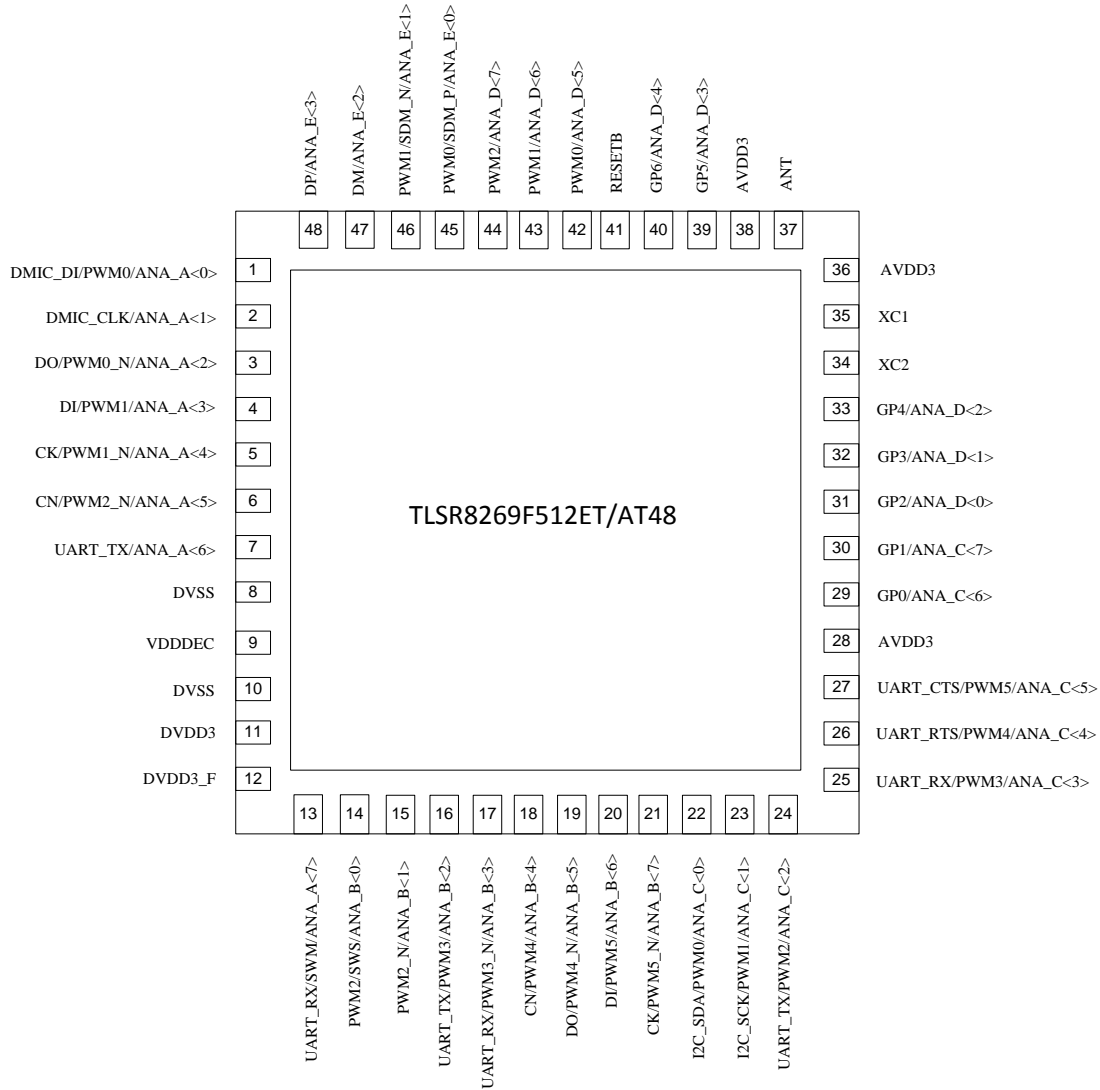 DP/ANA_E<3>
DM/ANA_E<2>
PWM1/SDM_N/ANA_E<1>
PWM0/SDM_P/ANA_E<0>
PWM2/ANA_D<7>
PWM1/ANA_D<6>
PWM0/ANA_D<5>
RESETB
GP6/ANA_D<4>
GP5/ANA_D<3>
AVDD3
ANT
48 47 46 45 44 43 42 41 40 39 38 37
DMIC_DI/PWM0/ANA_A<0> 1
DMIC_CLK/ANA_A<1> 2
DO/PWM0_N/ANA_A<2> 3
DI/PWM1/ANA_A<3> 4
CK/PWM1_N/ANA_A<4> 5
CN/PWM2_N/ANA_A<5> 6
UART_TX/ANA_A<6> 7
DVSS 8
VDDDEC 9
DVSS 10
DVDD3 11
DVDD3_F 12
TLSR8269F512ET/AT48
36 AVDD3
35 XC1
34 XC2
33 GP4/ANA_D<2>
32 GP3/ANA_D<1>
31 GP2/ANA_D<0>
30 GP1/ANA_C<7>
29 GP0/ANA_C<6>
28 AVDD3
27 UART_CTS/PWM5/ANA_C<5>
26 UART_RTS/PWM4/ANA_C<4>
25 UART_RX/PWM3/ANA_C<3>
13 14 15 16 17 18 19 20 21 22 23 24
UART_RX/SWM/ANA_A<7>
PWM2/SWS/ANA_B<0>
PWM2_N/ANA_B<1>
UART_TX/PWM3/ANA_B<2>
UART_RX/PWM3_N/ANA_B<3>
CN/PWM4/ANA_B<4>
DO/PWM4_N/ANA_B<5>
DI/PWM5/ANA_B<6>
CK/PWM5_N/ANA_B<7>
I2C_SDA/PWM0/ANA_C<0>
I2C_SCK/PWM1/ANA_C<1>
UART_TX/PWM2/ANA_C<2>